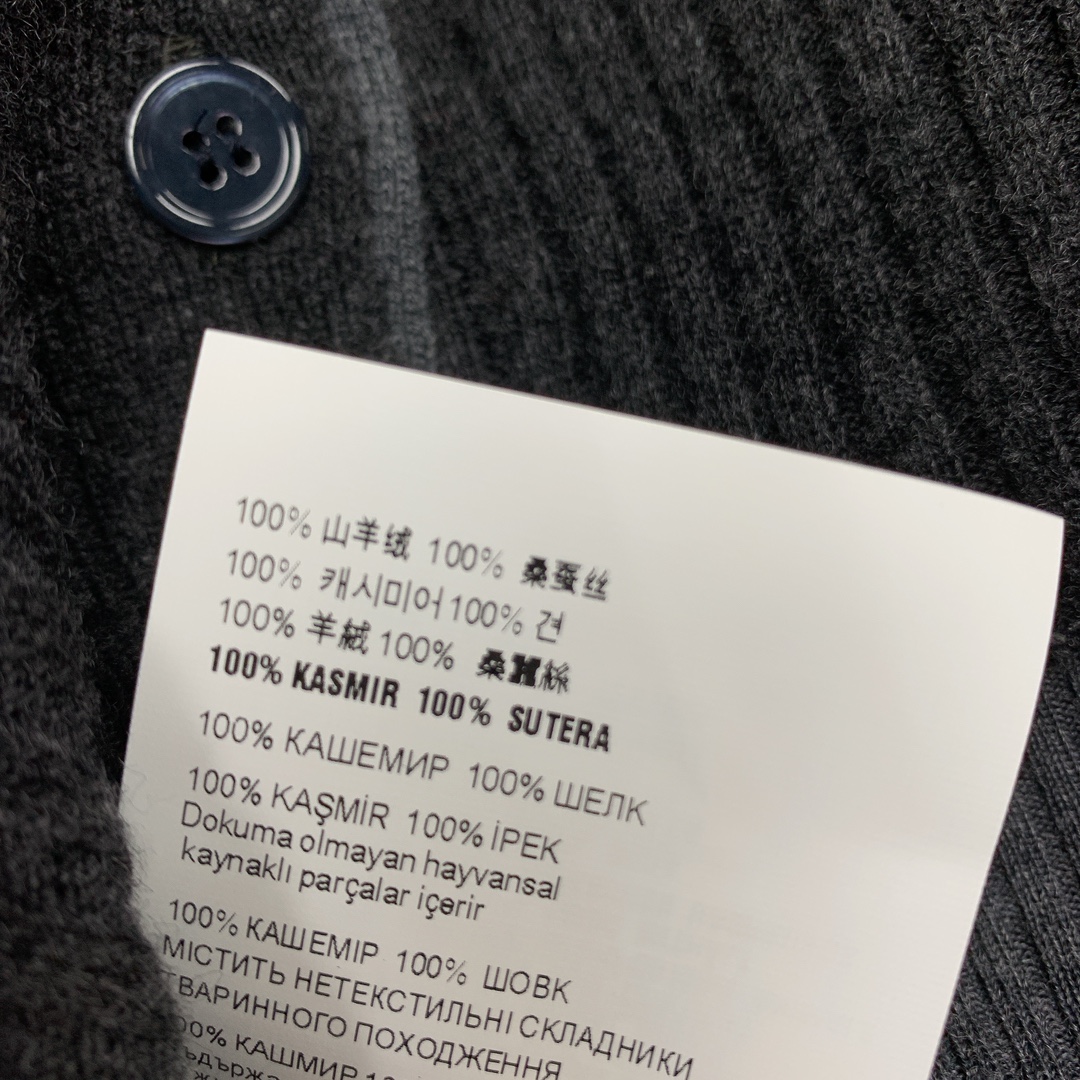 100% 山羊绒 100% 桑蚕丝
100% 캐시미어 100% 견
100% 羊絨 100% 桑絲
100% KASMIR 100% SUTERA
100% КАШЕМИР 100% ШЕЛК
100% KAŞMİR 100% İPEK
Dokuma olmayan hayvansal
kaynaklı parçalar içerir
100% КАШЕМІР 100% ШОВК
МІСТИТЬ НЕТЕКСТИЛЬНІ СКЛАДНИКИ
ТВАРИННОГО ПОХОДЖЕННЯ
00% КАШМИР